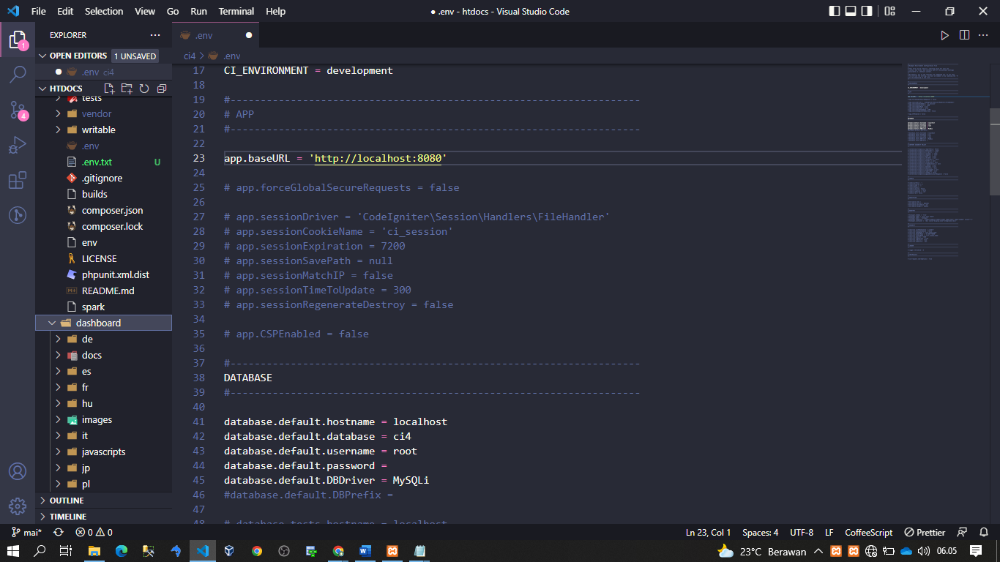 File Edit Selection View Go Run Terminal Help
● .env - htdocs - Visual Studio Code
EXPLORER
.env
OPEN EDITORS 1 UNSAVED
.env ci4
HTDOCS
tests
vendor
writable
.env
.env.txt U
.gitignore
builds
composer.json
composer.lock
env
LICENSE
phpunit.xml.dist
README.md
spark
dashboard
de
docs
es
fr
hu
images
it
javascripts
jp
pl
OUTLINE
TIMELINE
1
4
ci4 > .env
17 CI_ENVIRONMENT = development
18
19 #--------------------------------------------------------------------
20 # APP
21 #--------------------------------------------------------------------
22
23 app.baseURL = 'http://localhost:8080'
24
25 # app.forceGlobalSecureRequests = false
26
27 # app.sessionDriver = 'CodeIgniter\Session\Handlers\FileHandler'
28 # app.sessionCookieName = 'ci_session'
29 # app.sessionExpiration = 7200
30 # app.sessionSavePath = null
31 # app.sessionMatchIP = false
32 # app.sessionTimeToUpdate = 300
33 # app.sessionRegenerateDestroy = false
34
35 # app.CSPEnabled = false
36
37 #--------------------------------------------------------------------
38 DATABASE
39 #--------------------------------------------------------------------
40
41 database.default.hostname = localhost
42 database.default.database = ci4
43 database.default.username = root
44 database.default.password =
45 database.default.DBDriver = MySQLi
46 #database.default.DBPrefix =
47
48 # database.tests.hostname = localhost
mai* 0 0
Ln 23, Col 1 Spaces: 4 UTF-8 LF CoffeeScript Prettier
23°C Berawan 06.05